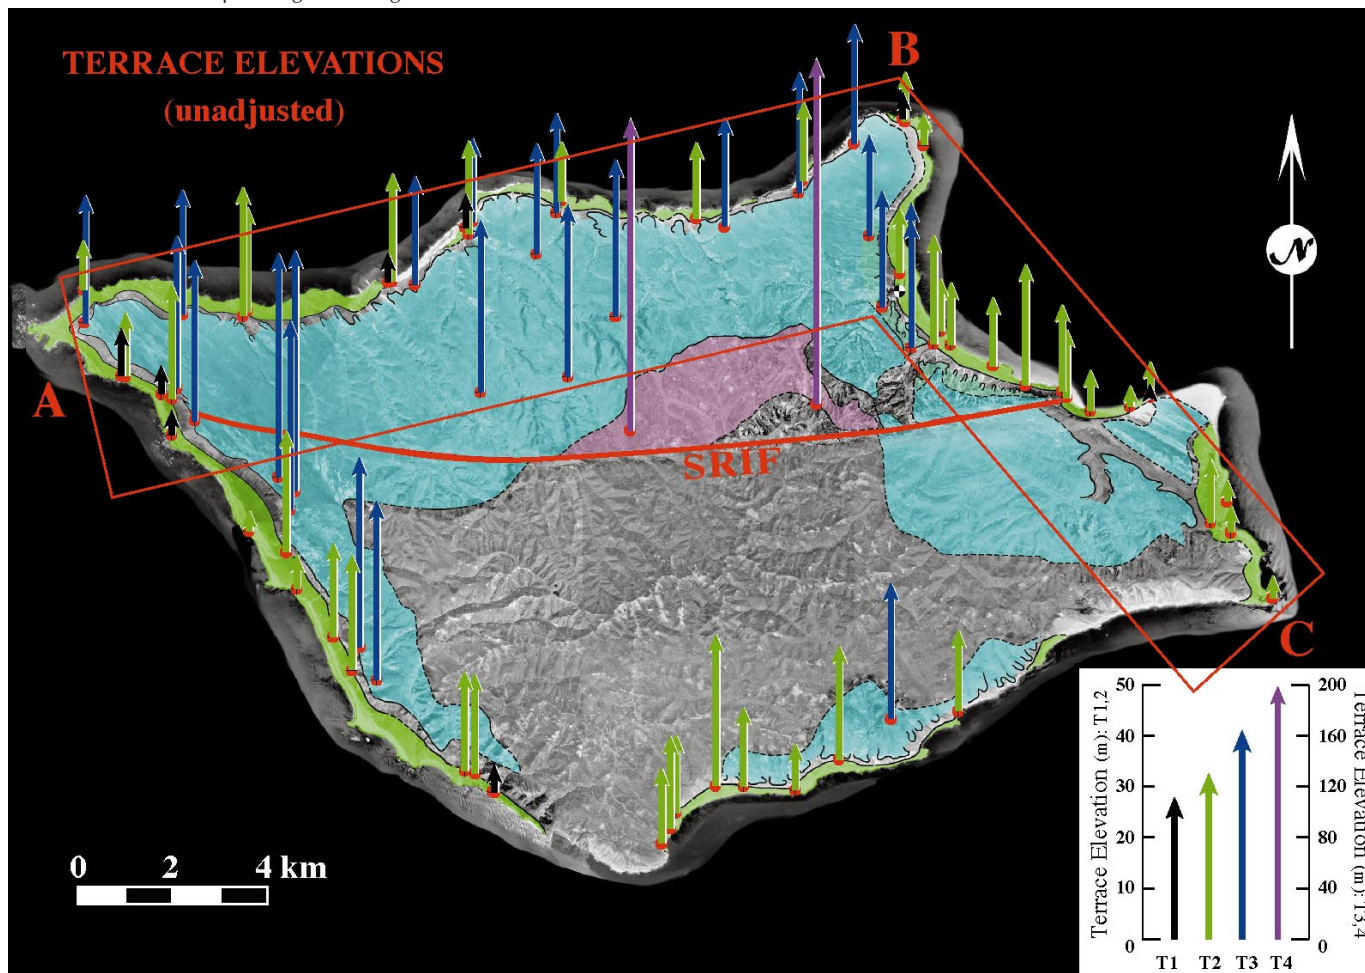 TERRACE ELEVATIONS
(unadjusted)
B
N
A
SRIF
C
0 2 4 km
Terrace Elevation (m): T1,2
50
40
30
20
10
0
T1 T2 T3 T4
200
160
120
80
40
0
Terrace Elevation (m): T3,4